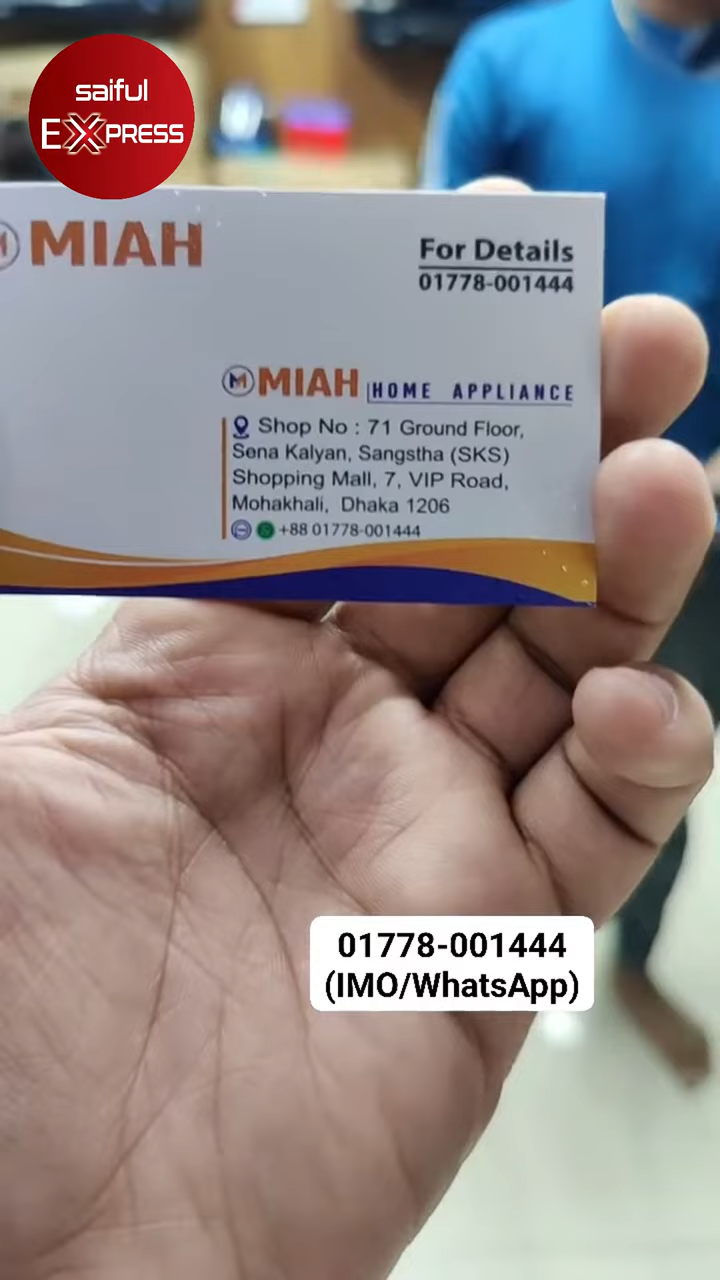 saiful
EXPRESS
MIAH
For Details
01778-001444
MIAH HOME APPLIANCE
Shop No : 71 Ground Floor,
Sena Kalyan, Sangstha (SKS)
Shopping Mall, 7, VIP Road,
Mohakhali, Dhaka 1206
+88 01778-001444
01778-001444
(IMO/WhatsApp)